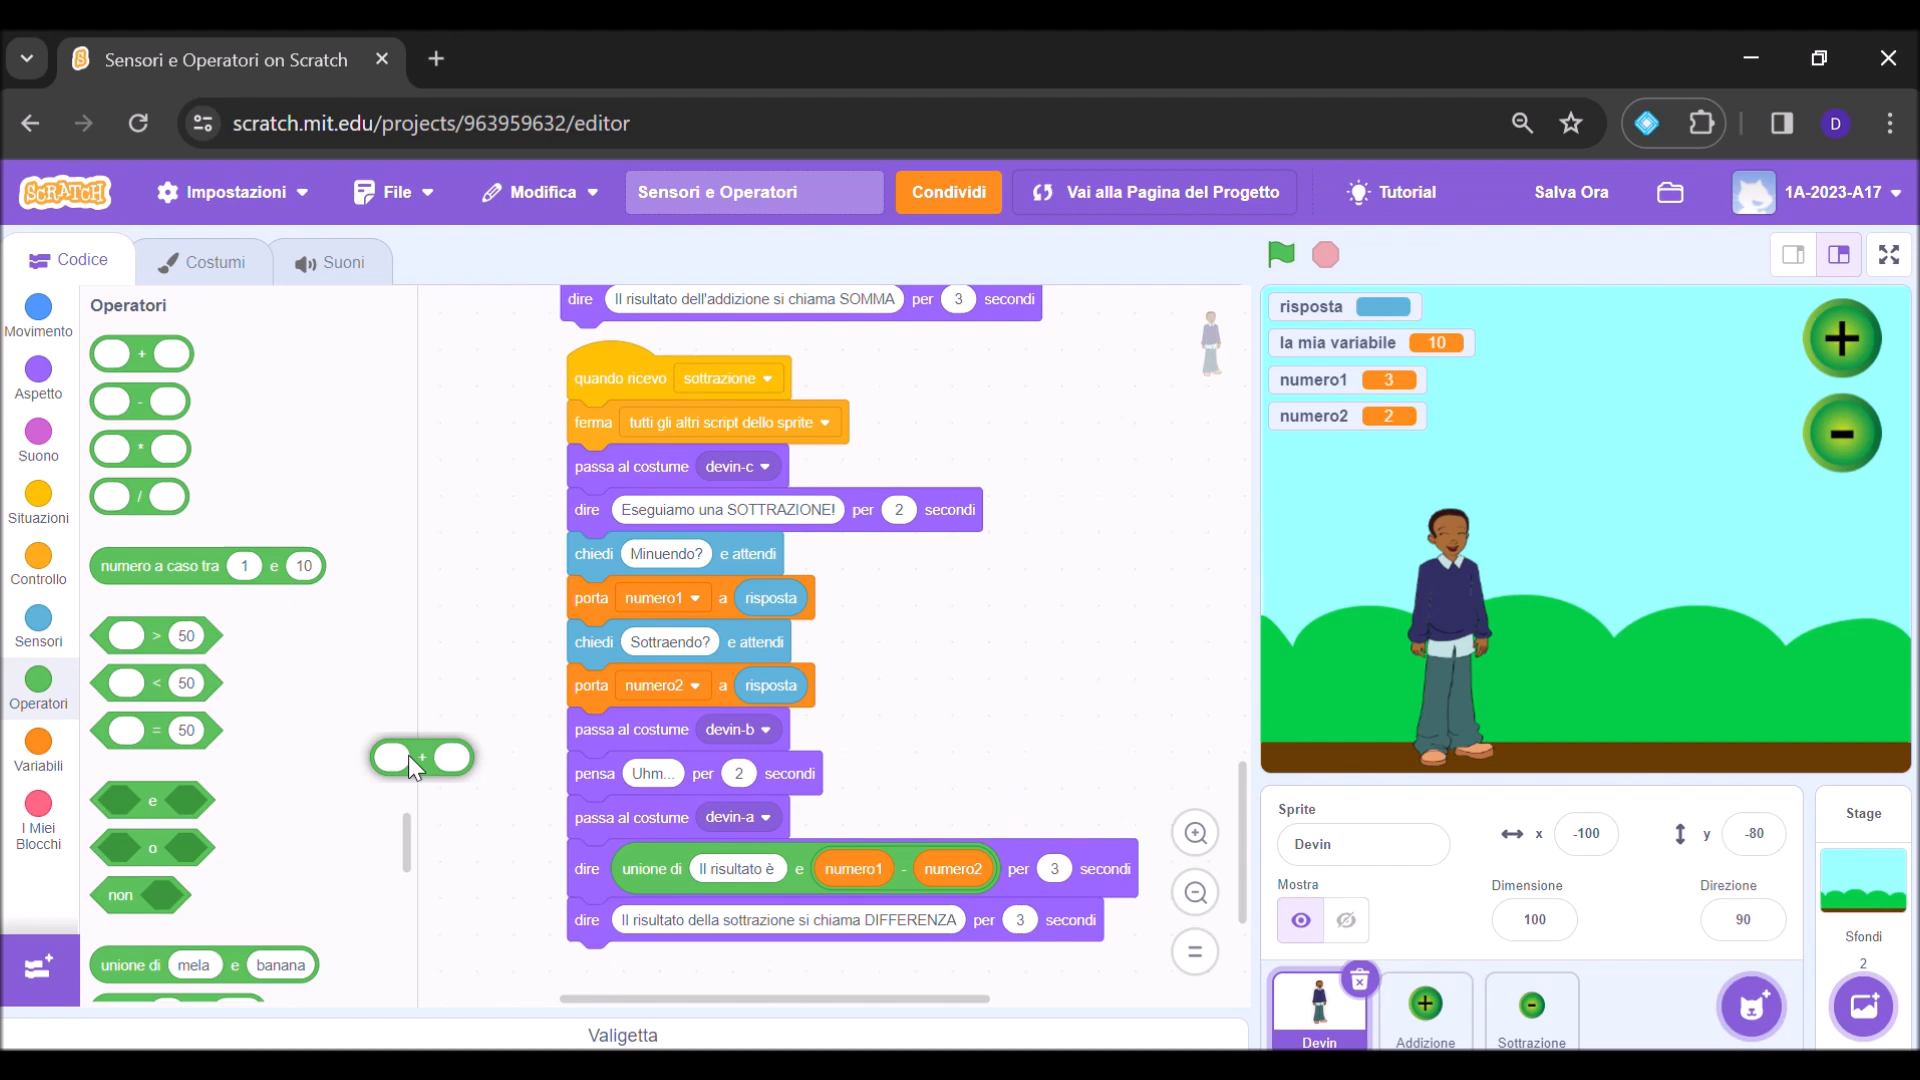 Sensori e Operatori on Scratch
scratch.mit.edu/projects/963959632/editor
D
SCRATCH
Impostazioni
File
Modifica
Sensori e Operatori
Condividi
Vai alla Pagina del Progetto
Tutorial
Salva Ora
1A-2023-A17
Codice
Costumi
Suoni
Movimento
Aspetto
Suono
Situazioni
Controllo
Sensori
Operatori
Variabili
I Miei
Blocchi
Operatori
+
-
*
/
numero a caso tra 1 e 10
> 50
< 50
= 50
e
o
non
unione di mela e banana
+
dire Il risultato dell'addizione si chiama SOMMA per 3 secondi
quando ricevo sottrazione
ferma tutti gli altri script dello sprite
passa al costume devin-c
dire Eseguiamo una SOTTRAZIONE! per 2 secondi
chiedi Minuendo? e attendi
porta numero1 a risposta
chiedi Sottraendo? e attendi
porta numero2 a risposta
passa al costume devin-b
pensa Uhm... per 2 secondi
passa al costume devin-a
dire unione di Il risultato è e numero1 - numero2 per 3 secondi
dire Il risultato della sottrazione si chiama DIFFERENZA per 3 secondi
Valigetta
risposta
la mia variabile 10
numero1 3
numero2 2
+
-
Sprite
Devin
x -100
y -80
Mostra
Dimensione
100
Direzione
90
Devin
Addizione
Sottrazione
Stage
Sfondi
2